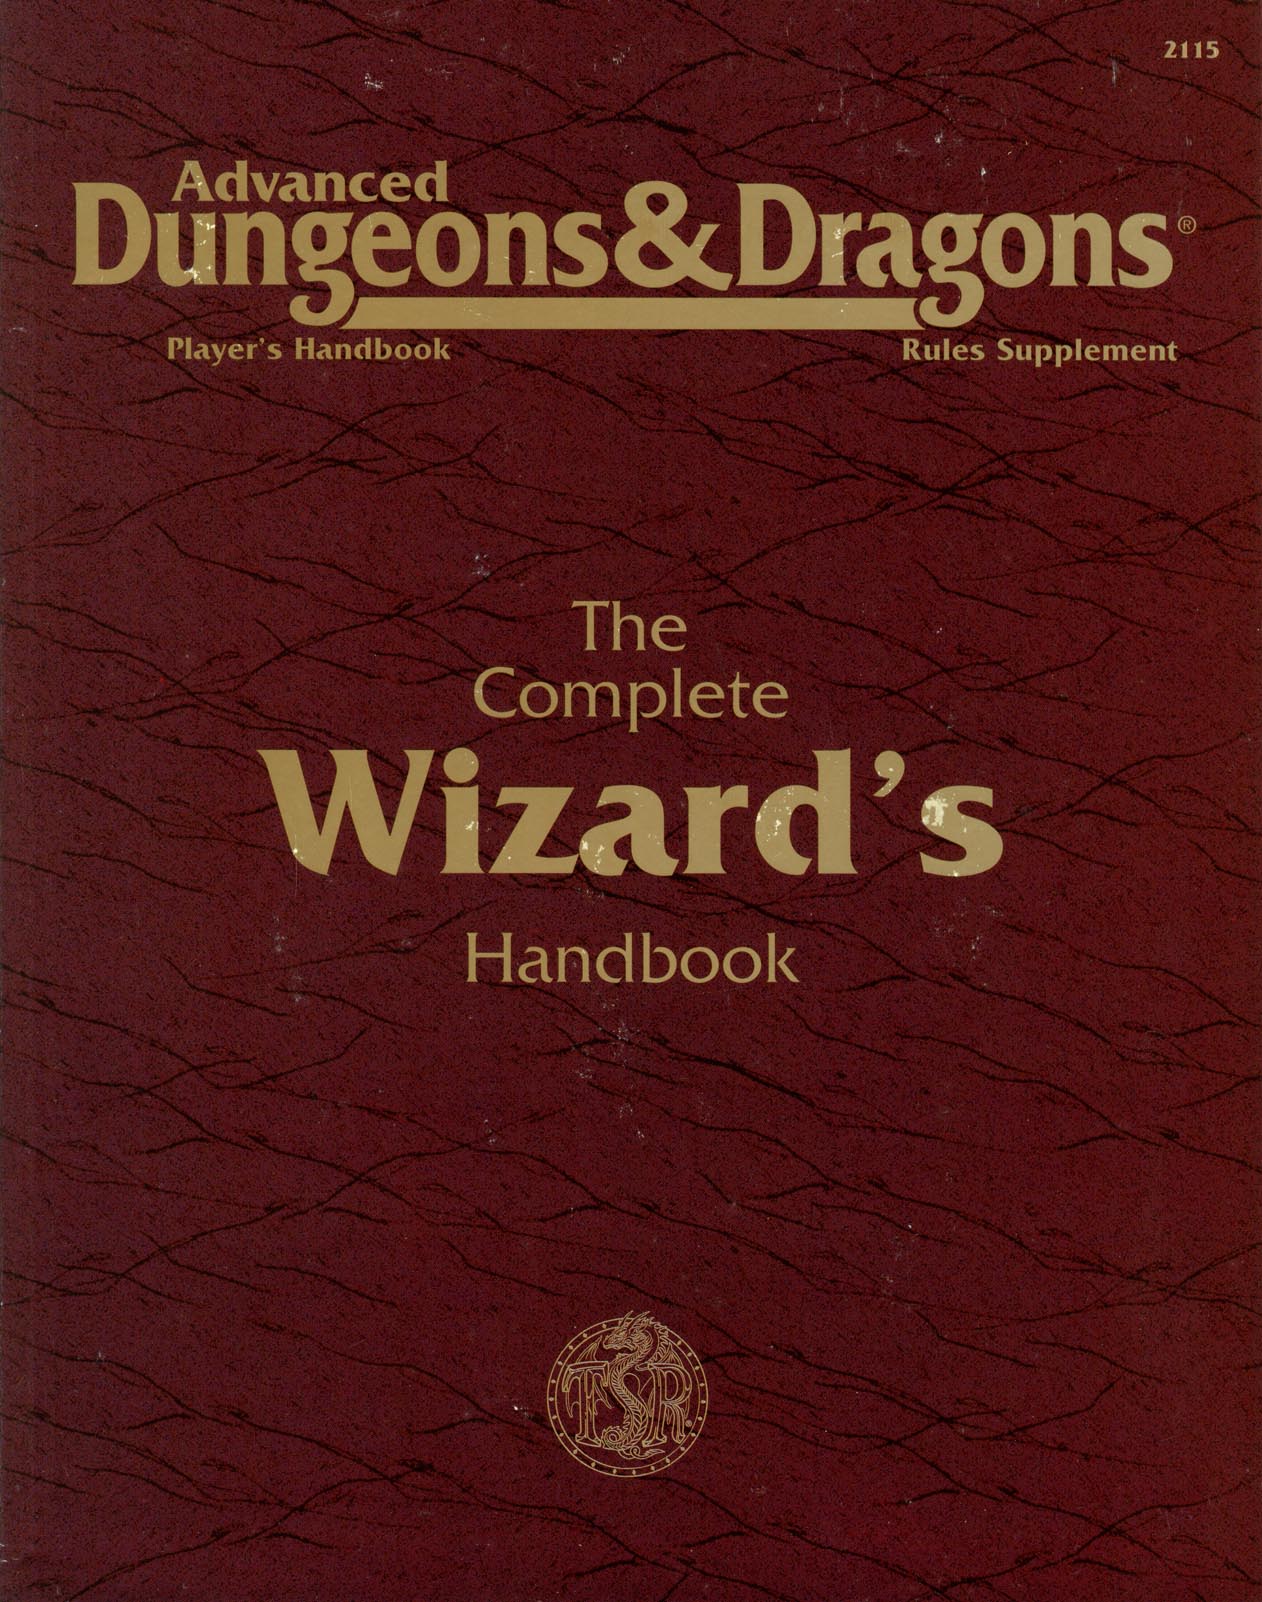 2115
Advanced
Dungeons & Dragons®
Player's Handbook Rules Supplement
The
Complete
Wizard's
Handbook
TSR®